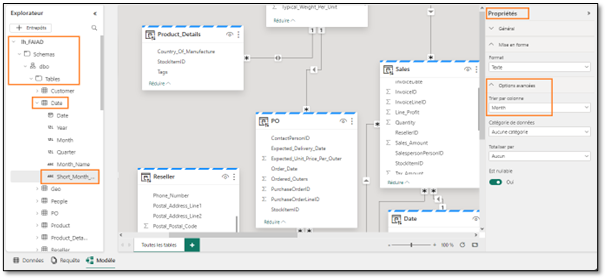 Explorateur
Entrepôts
lh_FAIAD
Schemas
dbo
Tables
Customer
Data
Date
Year
Month
Quarter
Month_Name
Short_Month_...
Geo
People
PO
Product
Product_Deta...
Reseller
Typical_Weight_Per_Unit
Product_Details
Country_Of_Manufacture
StockItemID
Tags
Réduire
PO
ContactPersonID
Expected_Delivery_Date
Expected_Unit_Price_Per_Outer
Order_Date
Ordered_Outers
PurchaseOrderID
PurchaseOrderLineID
StockItemID
Réduire
Reseller
Phone_Number
Postal_Address_Line1
Postal_Address_Line2
Postal_Postal_Code
Réduire
Sales
InvoiceDate
InvoiceID
InvoiceLineID
Line_Profit
Quantity
ResellerID
Sales_Amount
SalespersonPersonID
StockItemID
Tax_Amount
Réduire
Date
Propriétés
Général
Mise en forme
Format
Texte
Options avancées
Trier par colonne
Month
Catégorie de données
Aucune catégorie
Totaliser par
Aucun
Est nullable
OUI
Toutes les tables
100 %
Données
Requête
Modèle